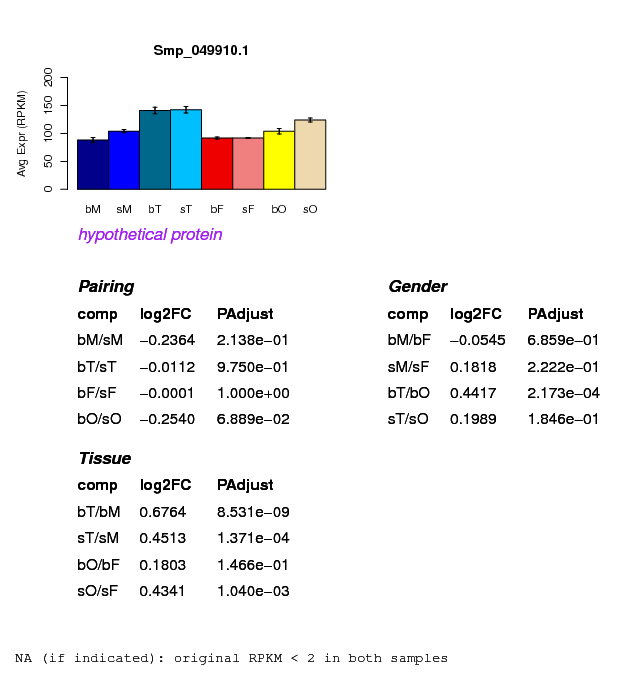 Smp_049910.1
Avg Expr (RPKM)
0 50 100 150 200
bM sM bT sT bF sF bO sO
hypothetical protein
Pairing
comp log2FC PAdjust
bM/sM −0.2364 2.138e−01
bT/sT −0.0112 9.750e−01
bF/sF −0.0001 1.000e+00
bO/sO −0.2540 6.889e−02
Gender
comp log2FC PAdjust
bM/bF −0.0545 6.859e−01
sM/sF 0.1818 2.222e−01
bT/bO 0.4417 2.173e−04
sT/sO 0.1989 1.846e−01
Tissue
comp log2FC PAdjust
bT/bM 0.6764 8.531e−09
sT/sM 0.4513 1.371e−04
bO/bF 0.1803 1.466e−01
sO/sF 0.4341 1.040e−03
NA (if indicated): original RPKM < 2 in both samples